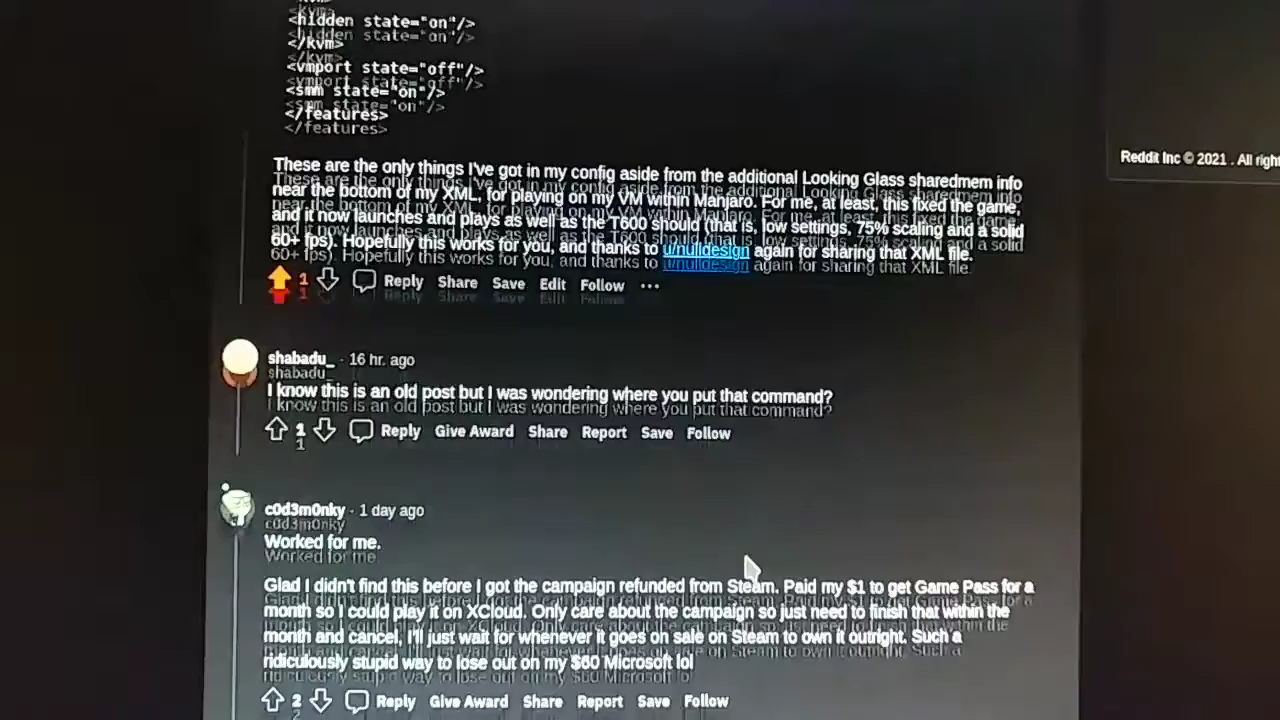 <kvm>
<hidden state="on"/>
</kvm>
<vmport state="off"/>
<smm state="on"/>
</features>
These are the only things I've got in my config aside from the additional Looking Glass sharedmem info
near the bottom of my XML, for playing on my VM within Manjaro. For me, at least, this fixed the game,
and it now launches and plays as well as the T600 should (that is, low settings, 75% scaling and a solid
60+ fps). Hopefully this works for you, and thanks to u/nulldesign again for sharing that XML file.
1 Reply Share Save Edit Follow ...
Reddit Inc © 2021 . All righ
shabadu_ · 16 hr. ago
I know this is an old post but I was wondering where you put that command?
1 Reply Give Award Share Report Save Follow
c0d3m0nky · 1 day ago
Worked for me.
Glad I didn't find this before I got the campaign refunded from Steam. Paid my $1 to get Game Pass for a
month so I could play it on XCloud. Only care about the campaign so just need to finish that within the
month and cancel, I'll just wait for whenever it goes on sale on Steam to own it outright. Such a
ridiculously stupid way to lose out on my $60 Microsoft lol
2 Reply Give Award Share Report Save Follow